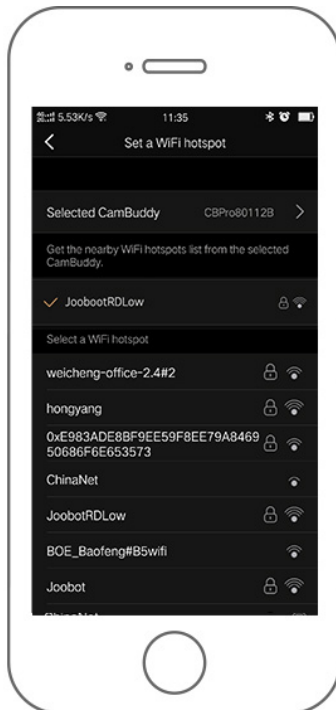 5.53K/s 11:35
Set a WiFi hotspot
Selected CamBuddy CBPro80112B
Get the nearby WiFi hotspots list from the selected
CamBuddy.
JoobootRDLow
Select a WiFi hotspot
weicheng-office-2.4#2
hongyang
0xE983ADE8BF9EE59F8EE79A8469
50686F6E653573
ChinaNet
JoobotRDLow
BOE_Baofeng#B5wifi
Joobot
ChinaNet